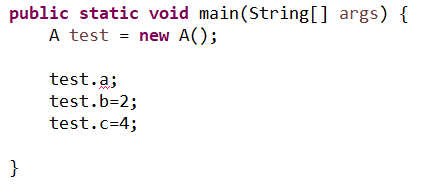 public static void main(String[] args) {
    A test = new A();
    test.a;
    test.b=2;
    test.c=4;
}